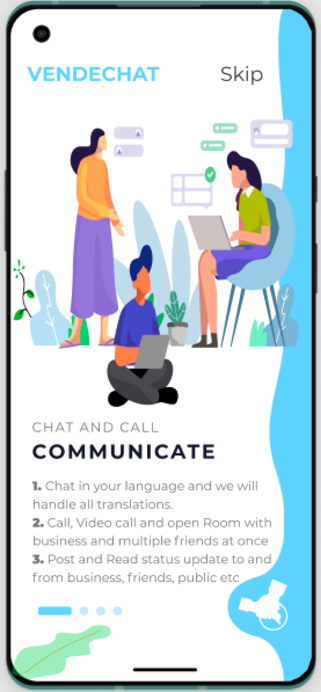 VENDECHAT
Skip
CHAT AND CALL
COMMUNICATE
1. Chat in your language and we will
handle all translations.
2. Call, Video call and open Room with
business and multiple friends at once
3. Post and Read status update to and
from business, friends, public etc